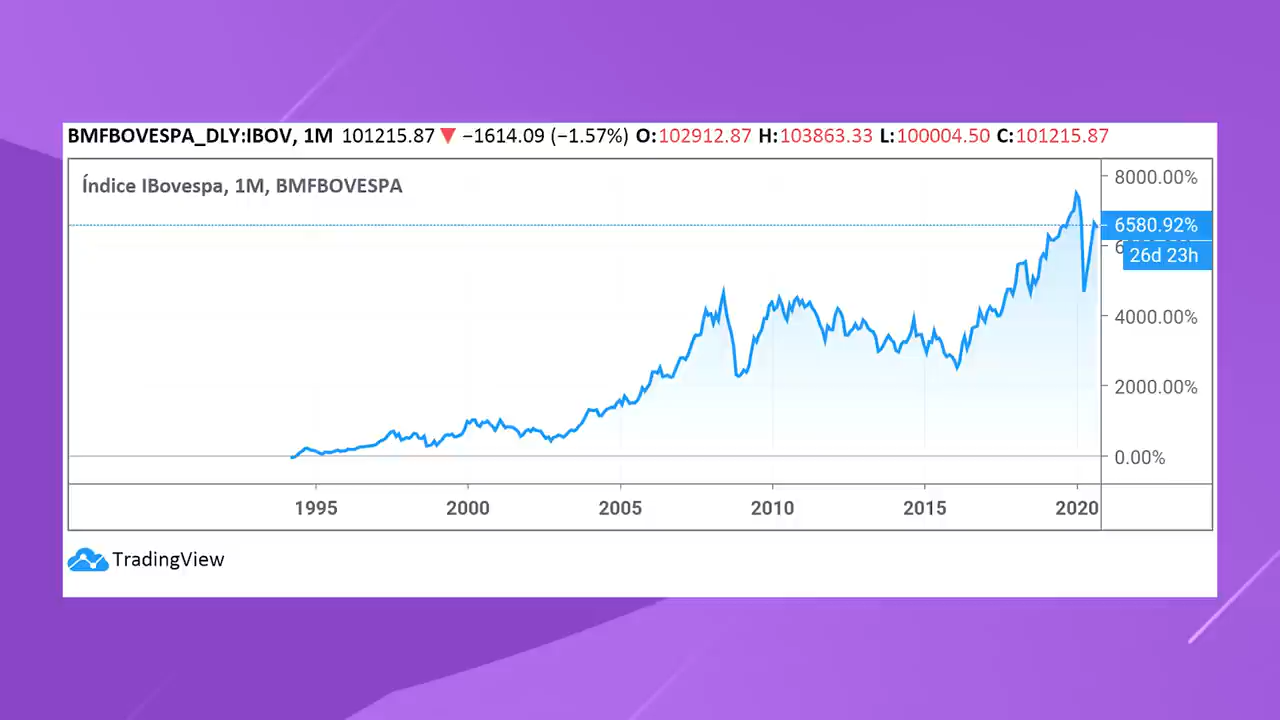 BMFBOVESPA_DLY:IBOV, 1M 101215.87 ▼ −1614.09 (−1.57%) O:102912.87 H:103863.33 L:100004.50 C:101215.87
Índice IBovespa, 1M, BMFBOVESPA
8000.00%
6580.92%
26d 23h
4000.00%
2000.00%
0.00%
1995 2000 2005 2010 2015 2020
TradingView